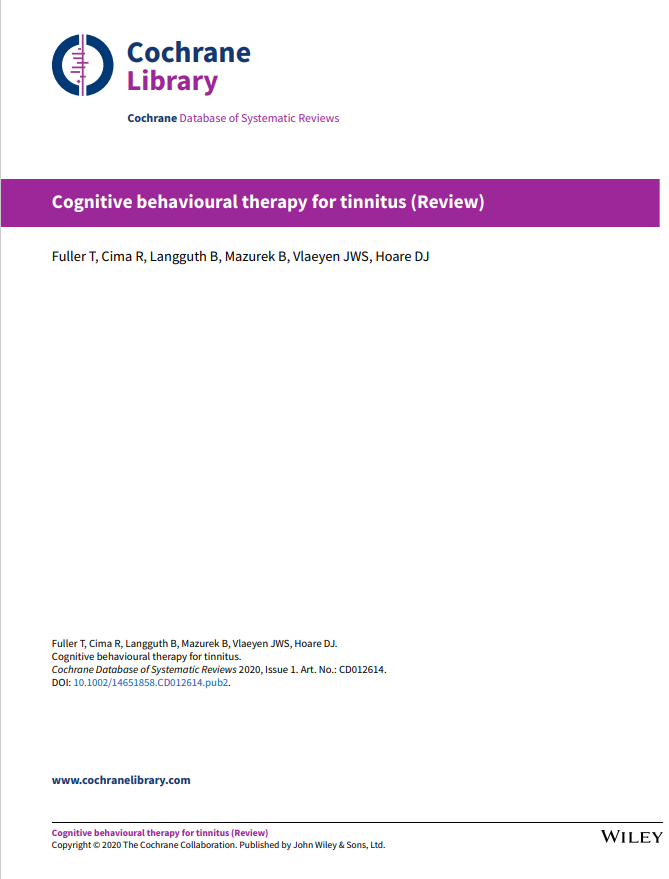 Cochrane
Library
Cochrane Database of Systematic Reviews
Cognitive behavioural therapy for tinnitus (Review)
Fuller T, Cima R, Langguth B, Mazurek B, Vlaeyen JWS, Hoare DJ
Fuller T, Cima R, Langguth B, Mazurek B, Vlaeyen JWS, Hoare DJ.
Cognitive behavioural therapy for tinnitus.
Cochrane Database of Systematic Reviews 2020, Issue 1. Art. No.: CD012614.
DOI: 10.1002/14651858.CD012614.pub2.
www.cochranelibrary.com
Cognitive behavioural therapy for tinnitus (Review)
Copyright © 2020 The Cochrane Collaboration. Published by John Wiley & Sons, Ltd.
WILEY